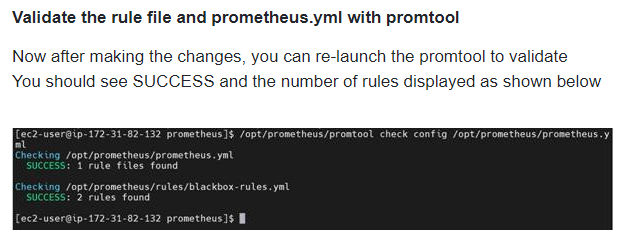 Validate the rule file and prometheus.yml with promtool
Now after making the changes, you can re-launch the promtool to validate
You should see SUCCESS and the number of rules displayed as shown below
[ec2-user@ip-172-31-82-132 prometheus]$ /opt/prometheus/promtool check config /opt/prometheus/prometheus.y
ml
Checking /opt/prometheus/prometheus.yml
  SUCCESS: 1 rule files found
Checking /opt/prometheus/rules/blackbox-rules.yml
  SUCCESS: 2 rules found
[ec2-user@ip-172-31-82-132 prometheus]$